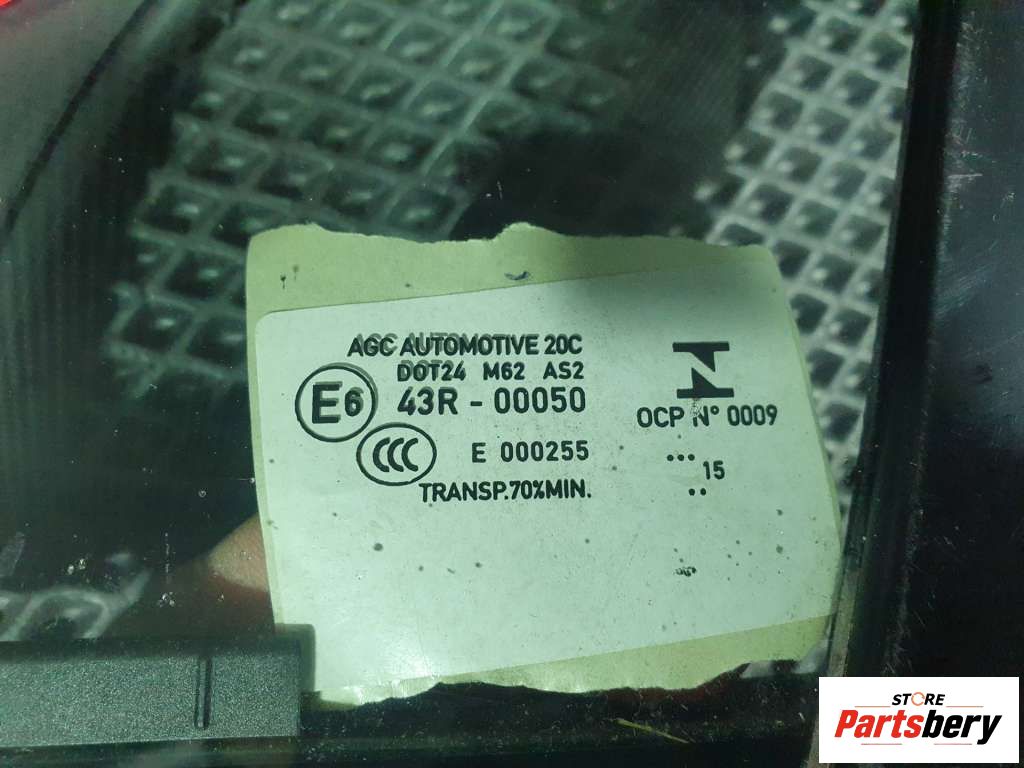 AGC AUTOMOTIVE 20C
DOT24 M62 AS2
E6 43R - 00050
CCC E 000255
TRANSP.70%MIN.
N
OCP N° 0009
... 15
..
STORE
Partsbery